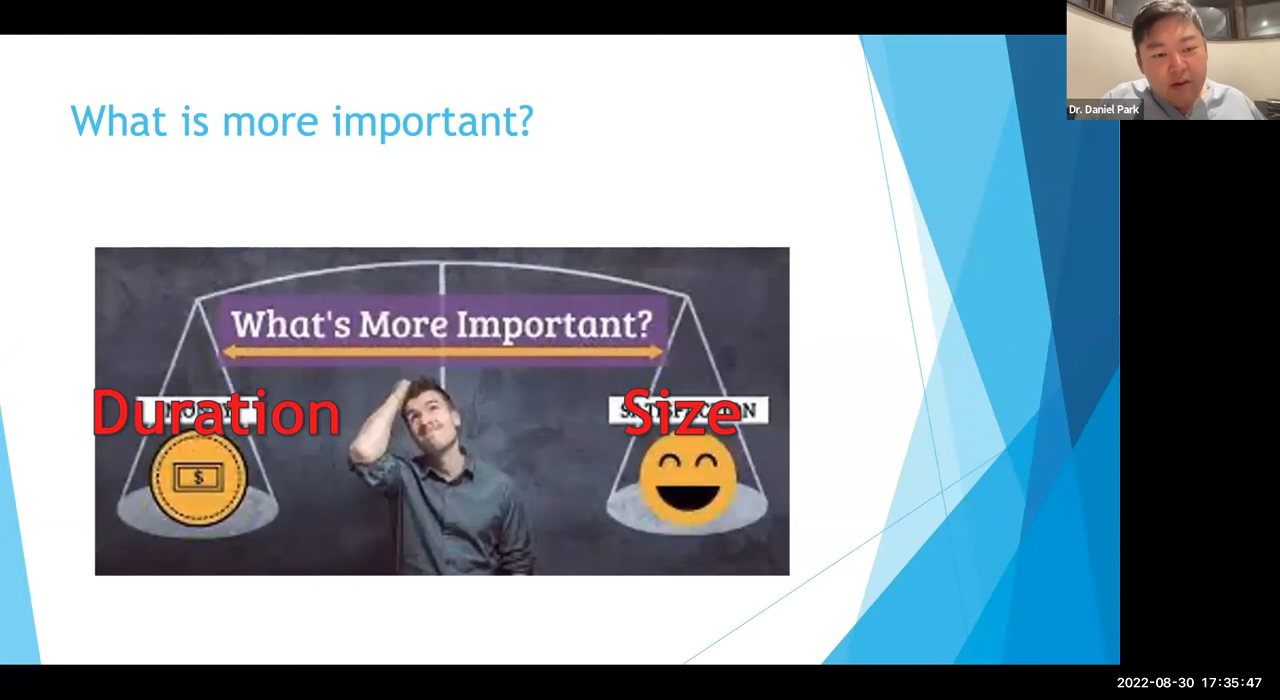 Dr. Daniel Park
What is more important?
What's More Important?
Duration
Size
$
2022-08-30 17:35:47